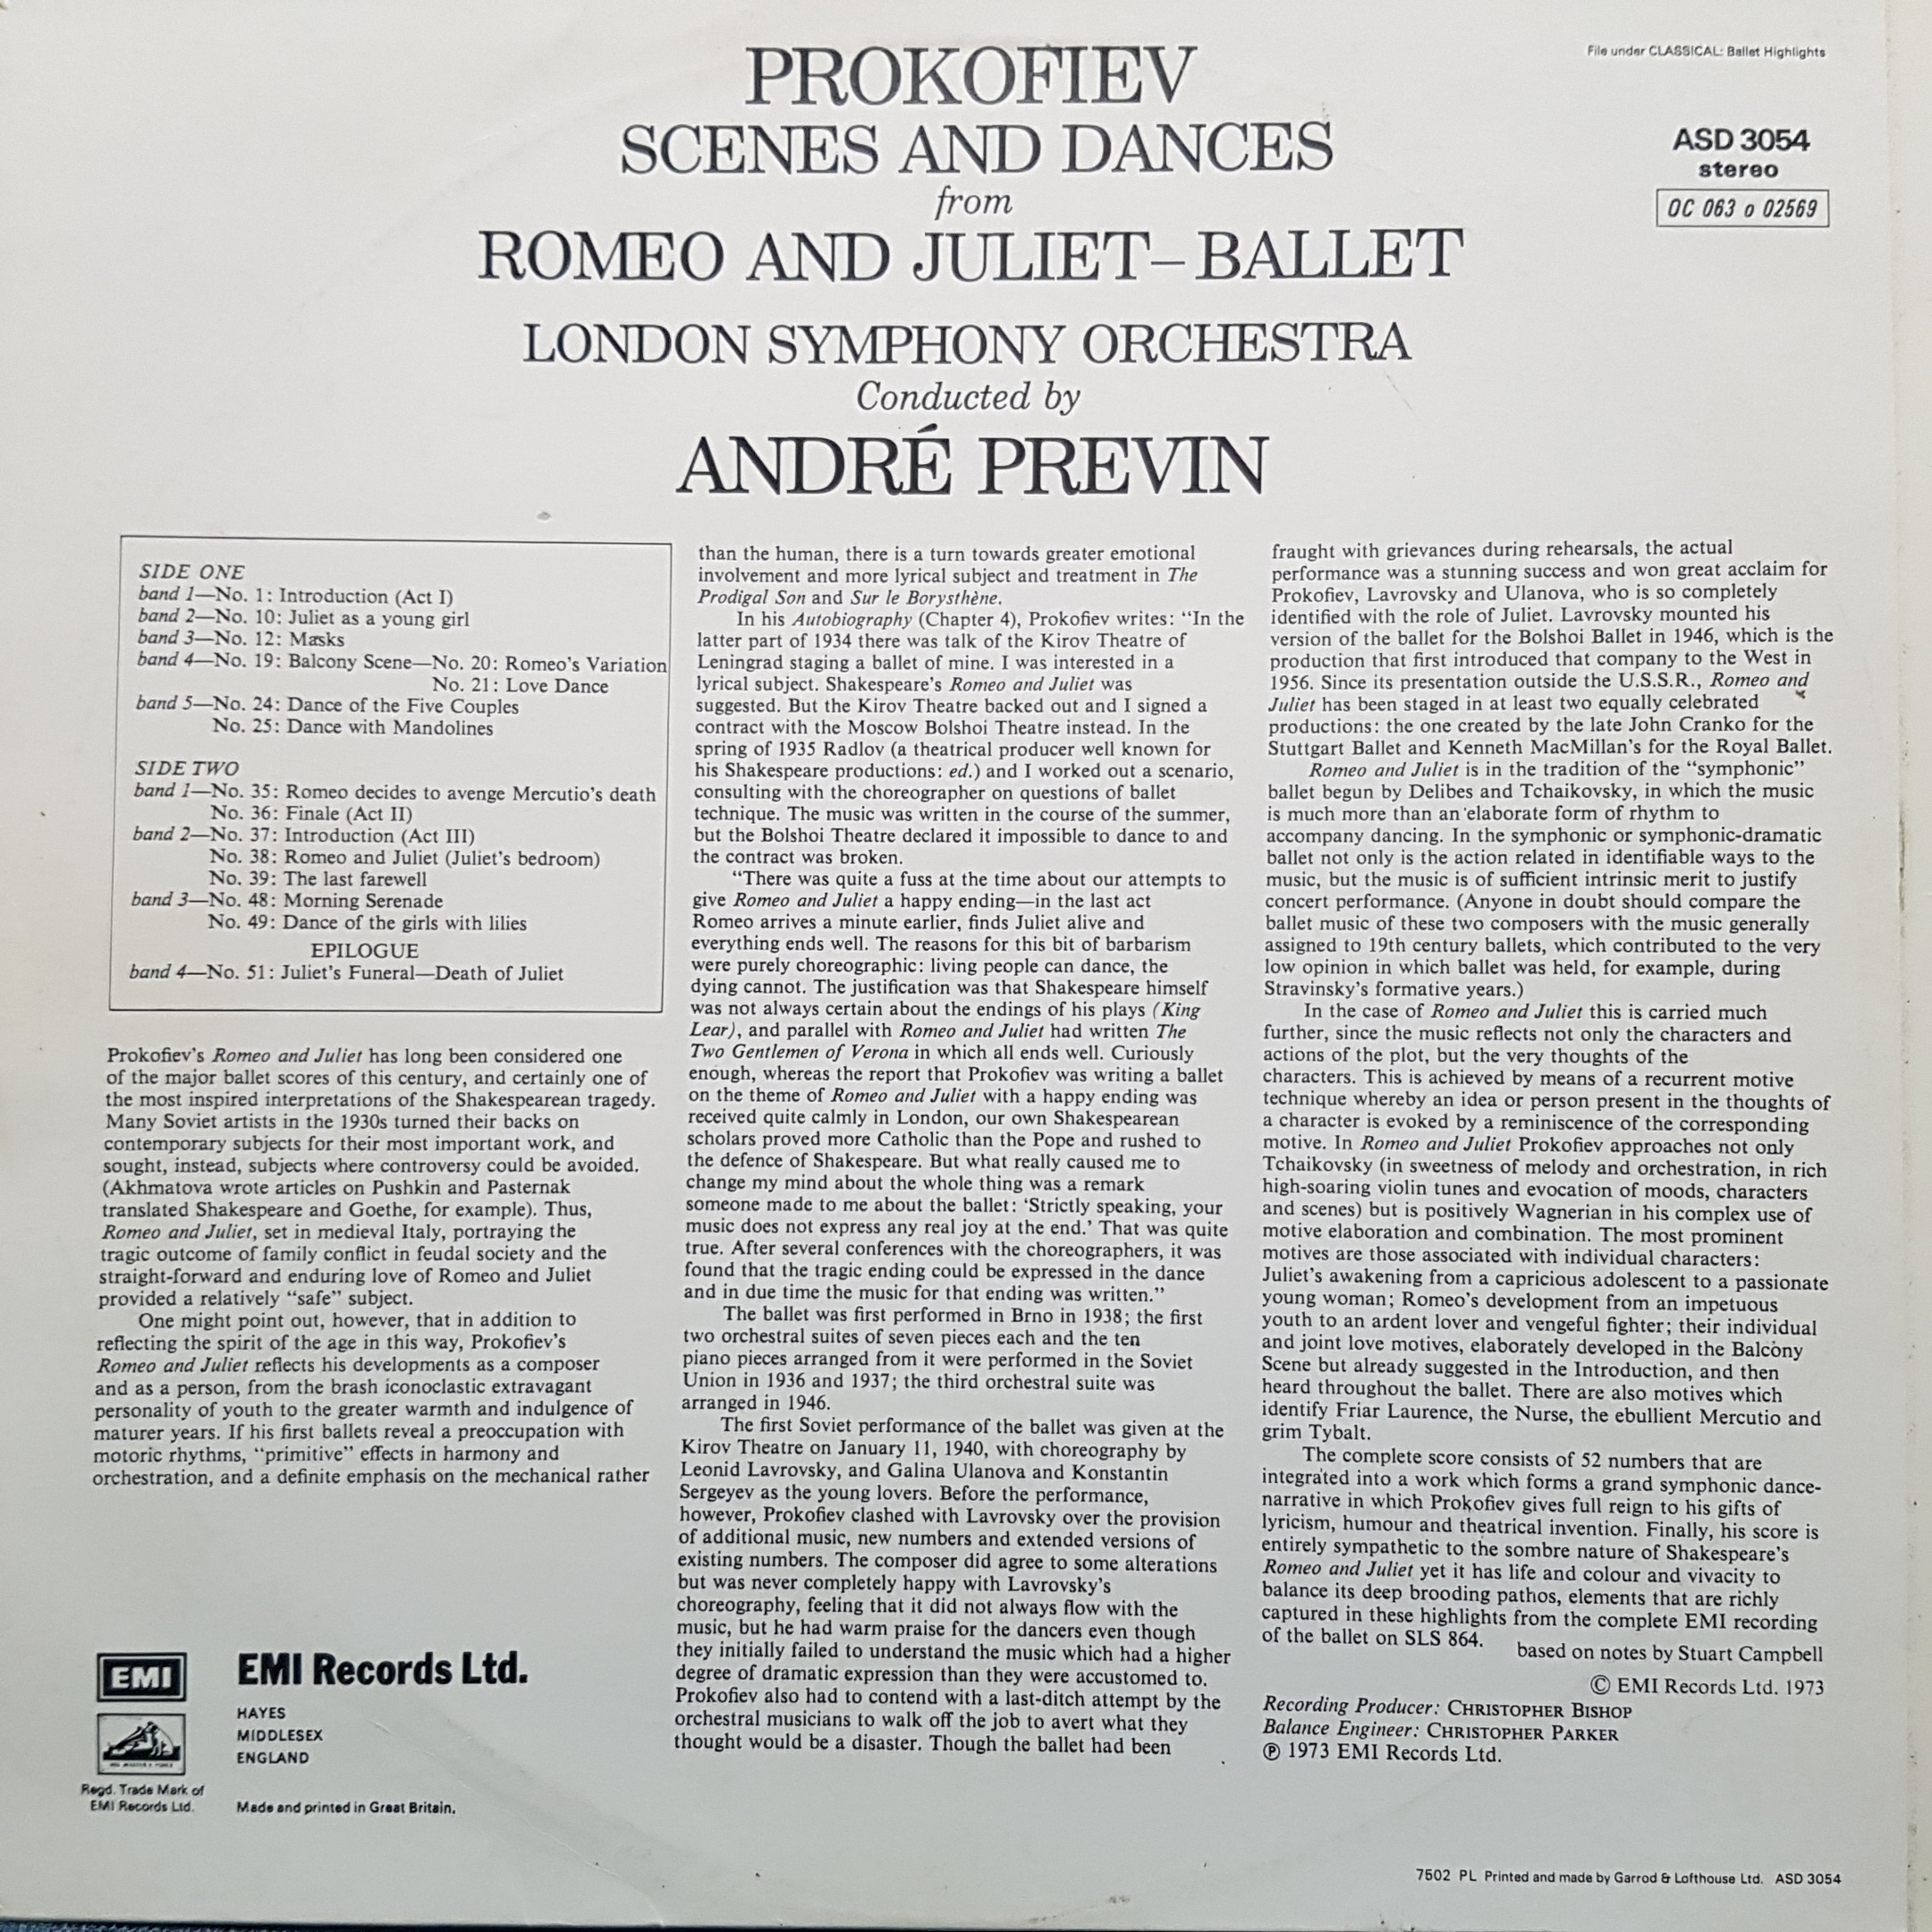 File under CLASSICAL: Ballet Highlights
PROKOFIEV
SCENES AND DANCES
from
ROMEO AND JULIET–BALLET
LONDON SYMPHONY ORCHESTRA
Conducted by
ANDRÉ PREVIN
ASD 3054
stereo
OC 063 o 02569
SIDE ONE
band 1—No. 1: Introduction (Act I)
band 2—No. 10: Juliet as a young girl
band 3—No. 12: Masks
band 4—No. 19: Balcony Scene—No. 20: Romeo's Variation
No. 21: Love Dance
band 5—No. 24: Dance of the Five Couples
No. 25: Dance with Mandolines
SIDE TWO
band 1—No. 35: Romeo decides to avenge Mercutio's death
No. 36: Finale (Act II)
band 2—No. 37: Introduction (Act III)
No. 38: Romeo and Juliet (Juliet's bedroom)
No. 39: The last farewell
band 3—No. 48: Morning Serenade
No. 49: Dance of the girls with lilies
EPILOGUE
band 4—No. 51: Juliet's Funeral—Death of Juliet
Prokofiev's Romeo and Juliet has long been considered one
of the major ballet scores of this century, and certainly one of
the most inspired interpretations of the Shakespearean tragedy.
Many Soviet artists in the 1930s turned their backs on
contemporary subjects for their most important work, and
sought, instead, subjects where controversy could be avoided.
(Akhmatova wrote articles on Pushkin and Pasternak
translated Shakespeare and Goethe, for example). Thus,
Romeo and Juliet, set in medieval Italy, portraying the
tragic outcome of family conflict in feudal society and the
straight-forward and enduring love of Romeo and Juliet
provided a relatively "safe" subject.
One might point out, however, that in addition to
reflecting the spirit of the age in this way, Prokofiev's
Romeo and Juliet reflects his developments as a composer
and as a person, from the brash iconoclastic extravagant
personality of youth to the greater warmth and indulgence of
maturer years. If his first ballets reveal a preoccupation with
motoric rhythms, "primitive" effects in harmony and
orchestration, and a definite emphasis on the mechanical rather
than the human, there is a turn towards greater emotional
involvement and more lyrical subject and treatment in The
Prodigal Son and Sur le Borysthène.
In his Autobiography (Chapter 4), Prokofiev writes: "In the
latter part of 1934 there was talk of the Kirov Theatre of
Leningrad staging a ballet of mine. I was interested in a
lyrical subject. Shakespeare's Romeo and Juliet was
suggested. But the Kirov Theatre backed out and I signed a
contract with the Moscow Bolshoi Theatre instead. In the
spring of 1935 Radlov (a theatrical producer well known for
his Shakespeare productions: ed.) and I worked out a scenario,
consulting with the choreographer on questions of ballet
technique. The music was written in the course of the summer,
but the Bolshoi Theatre declared it impossible to dance to and
the contract was broken.
"There was quite a fuss at the time about our attempts to
give Romeo and Juliet a happy ending—in the last act
Romeo arrives a minute earlier, finds Juliet alive and
everything ends well. The reasons for this bit of barbarism
were purely choreographic: living people can dance, the
dying cannot. The justification was that Shakespeare himself
was not always certain about the endings of his plays (King
Lear), and parallel with Romeo and Juliet had written The
Two Gentlemen of Verona in which all ends well. Curiously
enough, whereas the report that Prokofiev was writing a ballet
on the theme of Romeo and Juliet with a happy ending was
received quite calmly in London, our own Shakespearean
scholars proved more Catholic than the Pope and rushed to
the defence of Shakespeare. But what really caused me to
change my mind about the whole thing was a remark
someone made to me about the ballet: 'Strictly speaking, your
music does not express any real joy at the end.' That was quite
true. After several conferences with the choreographers, it was
found that the tragic ending could be expressed in the dance
and in due time the music for that ending was written."
The ballet was first performed in Brno in 1938; the first
two orchestral suites of seven pieces each and the ten
piano pieces arranged from it were performed in the Soviet
Union in 1936 and 1937; the third orchestral suite was
arranged in 1946.
The first Soviet performance of the ballet was given at the
Kirov Theatre on January 11, 1940, with choreography by
Leonid Lavrovsky, and Galina Ulanova and Konstantin
Sergeyev as the young lovers. Before the performance,
however, Prokofiev clashed with Lavrovsky over the provision
of additional music, new numbers and extended versions of
existing numbers. The composer did agree to some alterations
but was never completely happy with Lavrovsky's
choreography, feeling that it did not always flow with the
music, but he had warm praise for the dancers even though
they initially failed to understand the music which had a higher
degree of dramatic expression than they were accustomed to.
Prokofiev also had to contend with a last-ditch attempt by the
orchestral musicians to walk off the job to avert what they
thought would be a disaster. Though the ballet had been
fraught with grievances during rehearsals, the actual
performance was a stunning success and won great acclaim for
Prokofiev, Lavrovsky and Ulanova, who is so completely
identified with the role of Juliet. Lavrovsky mounted his
version of the ballet for the Bolshoi Ballet in 1946, which is the
production that first introduced that company to the West in
1956. Since its presentation outside the U.S.S.R., Romeo and
Juliet has been staged in at least two equally celebrated
productions: the one created by the late John Cranko for the
Stuttgart Ballet and Kenneth MacMillan's for the Royal Ballet.
Romeo and Juliet is in the tradition of the "symphonic"
ballet begun by Delibes and Tchaikovsky, in which the music
is much more than an elaborate form of rhythm to
accompany dancing. In the symphonic or symphonic-dramatic
ballet not only is the action related in identifiable ways to the
music, but the music is of sufficient intrinsic merit to justify
concert performance. (Anyone in doubt should compare the
ballet music of these two composers with the music generally
assigned to 19th century ballets, which contributed to the very
low opinion in which ballet was held, for example, during
Stravinsky's formative years.)
In the case of Romeo and Juliet this is carried much
further, since the music reflects not only the characters and
actions of the plot, but the very thoughts of the
characters. This is achieved by means of a recurrent motive
technique whereby an idea or person present in the thoughts of
a character is evoked by a reminiscence of the corresponding
motive. In Romeo and Juliet Prokofiev approaches not only
Tchaikovsky (in sweetness of melody and orchestration, in rich
high-soaring violin tunes and evocation of moods, characters
and scenes) but is positively Wagnerian in his complex use of
motive elaboration and combination. The most prominent
motives are those associated with individual characters:
Juliet's awakening from a capricious adolescent to a passionate
young woman; Romeo's development from an impetuous
youth to an ardent lover and vengeful fighter; their individual
and joint love motives, elaborately developed in the Balcony
Scene but already suggested in the Introduction, and then
heard throughout the ballet. There are also motives which
identify Friar Laurence, the Nurse, the ebullient Mercutio and
grim Tybalt.
The complete score consists of 52 numbers that are
integrated into a work which forms a grand symphonic dance-
narrative in which Prokofiev gives full reign to his gifts of
lyricism, humour and theatrical invention. Finally, his score is
entirely sympathetic to the sombre nature of Shakespeare's
Romeo and Juliet yet it has life and colour and vivacity to
balance its deep brooding pathos, elements that are richly
captured in these highlights from the complete EMI recording
of the ballet on SLS 864.
based on notes by Stuart Campbell
© EMI Records Ltd. 1973
Recording Producer: CHRISTOPHER BISHOP
Balance Engineer: CHRISTOPHER PARKER
℗ 1973 EMI Records Ltd.
EMI
EMI Records Ltd.
HAYES
MIDDLESEX
ENGLAND
Regd. Trade Mark of
EMI Records Ltd.
Made and printed in Great Britain.
7502 PL Printed and made by Garrod & Lofthouse Ltd. ASD 3054